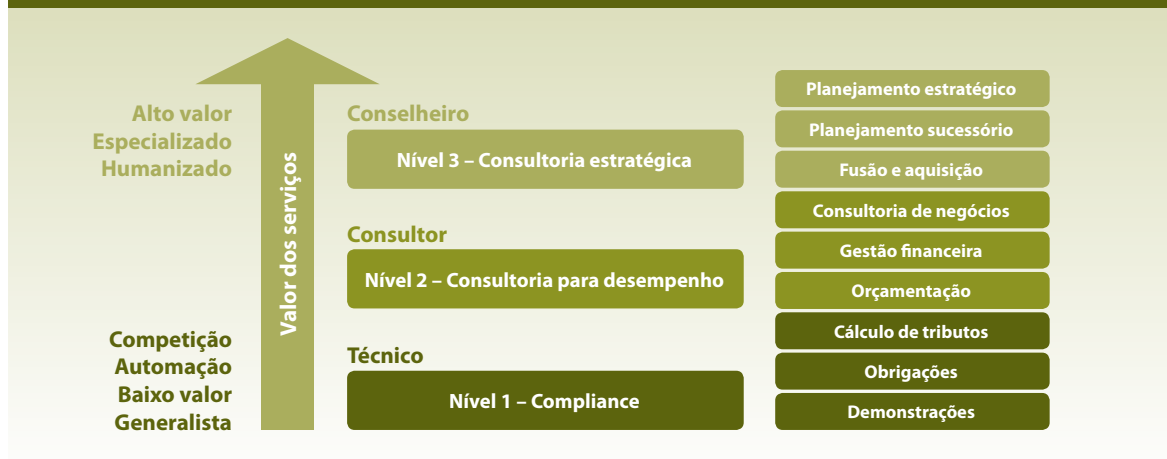 Alto valor
Especializado
Humanizado
Competição
Automação
Baixo valor
Generalista
Valor dos serviços
Conselheiro
Nível 3 – Consultoria estratégica
Consultor
Nível 2 – Consultoria para desempenho
Técnico
Nível 1 – Compliance
Planejamento estratégico
Planejamento sucessório
Fusão e aquisição
Consultoria de negócios
Gestão financeira
Orçamentação
Cálculo de tributos
Obrigações
Demonstrações